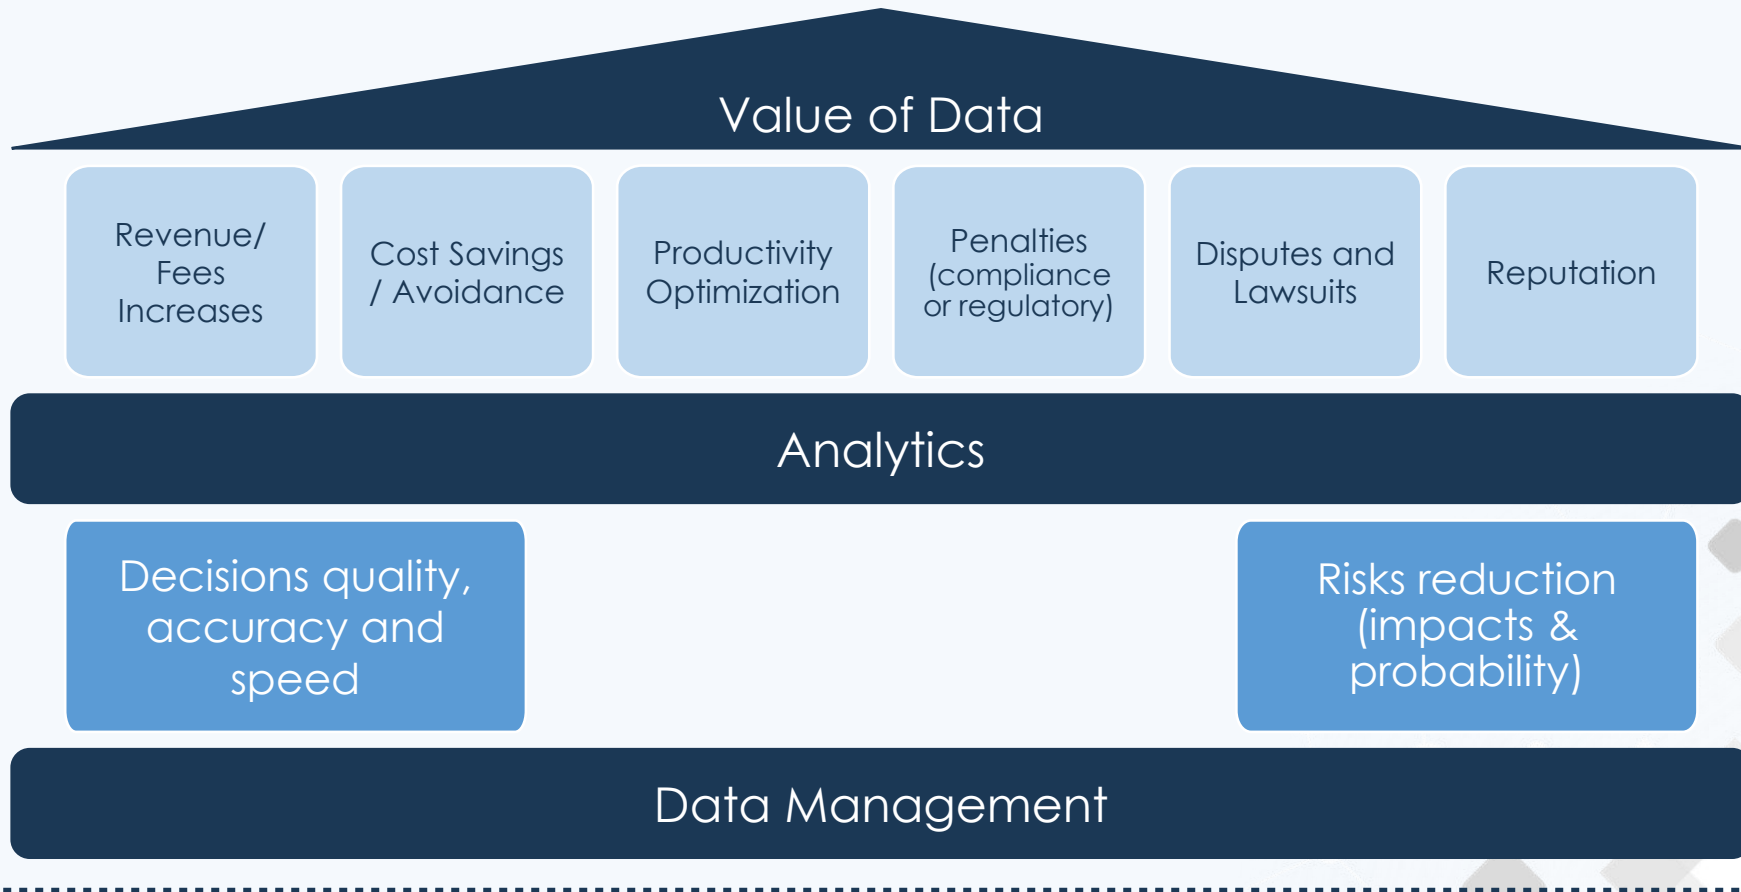 Value of Data
Revenue/
Fees
Increases
Cost Savings
/ Avoidance
Productivity
Optimization
Penalties
(compliance
or regulatory)
Disputes and
Lawsuits
Reputation
Analytics
Decisions quality,
accuracy and
speed
Risks reduction
(impacts &
probability)
Data Management